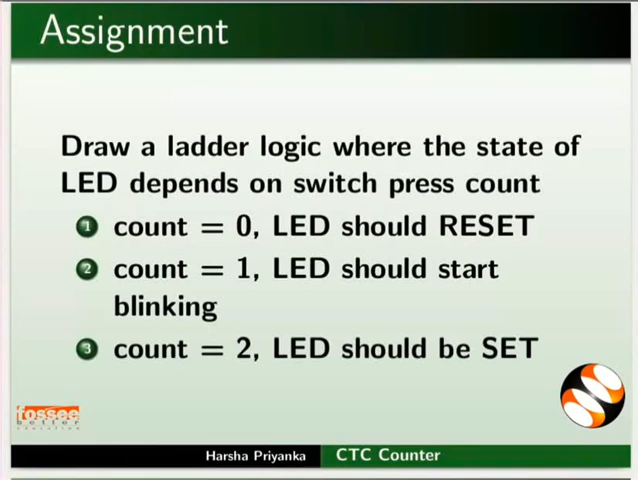 Assignment
Draw a ladder logic where the state of
LED depends on switch press count
1 count = 0, LED should RESET
2 count = 1, LED should start
blinking
3 count = 2, LED should be SET
fossee
better
education
Harsha Priyanka CTC Counter